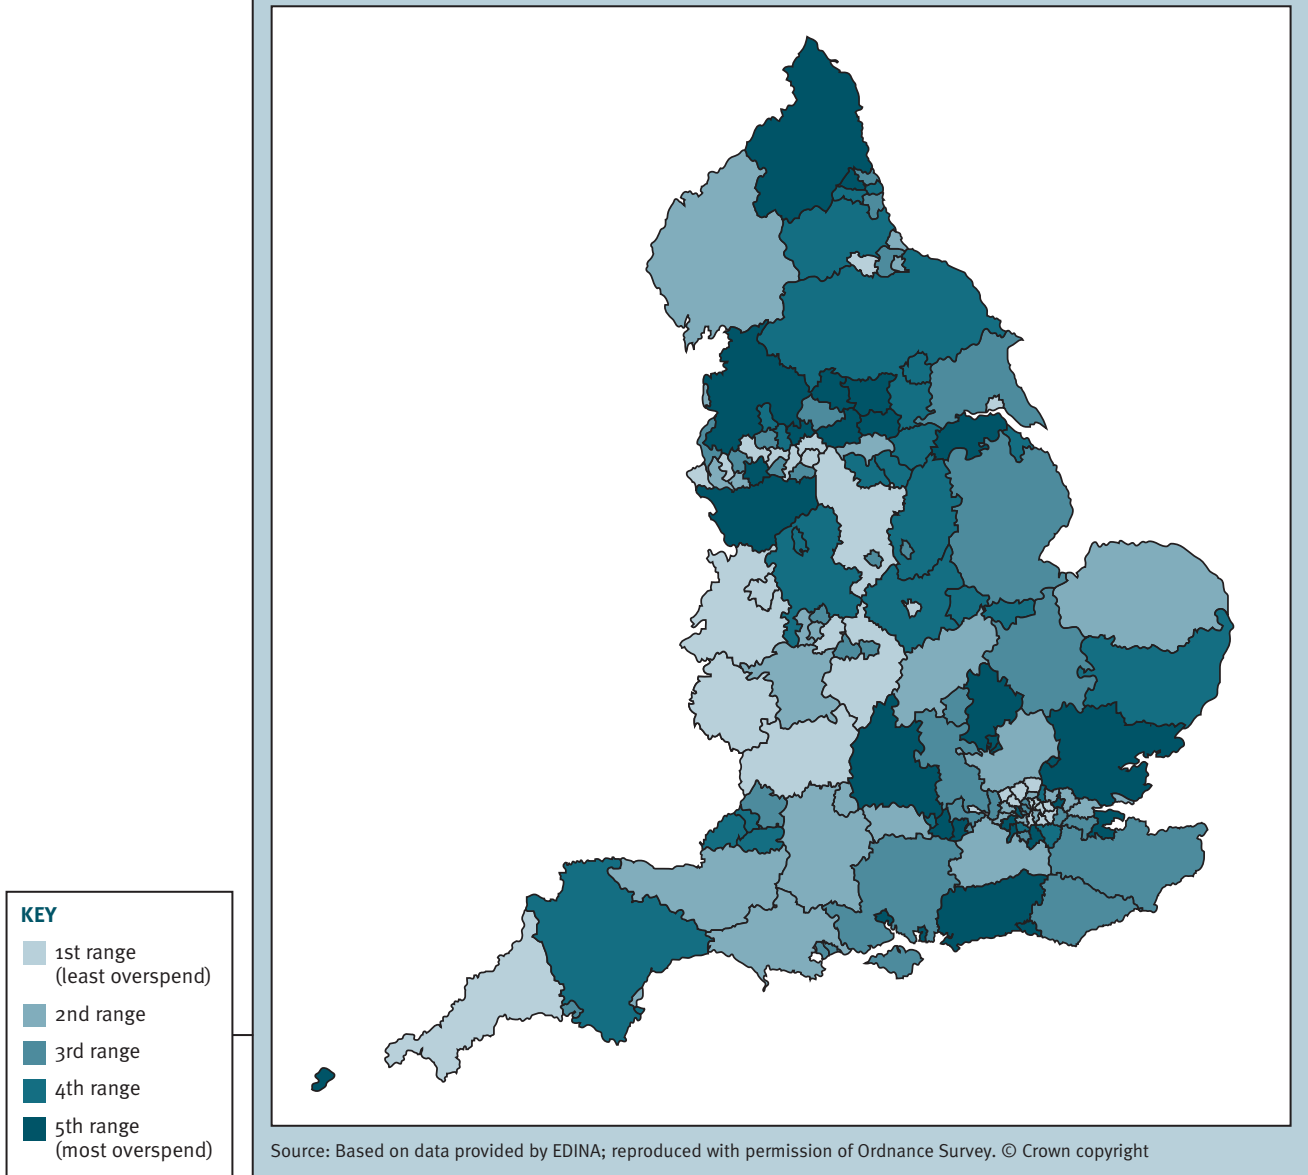 KEY
1st range
(least overspend)
2nd range
3rd range
4th range
5th range
(most overspend)
Source: Based on data provided by EDINA; reproduced with permission of Ordnance Survey. © Crown copyright